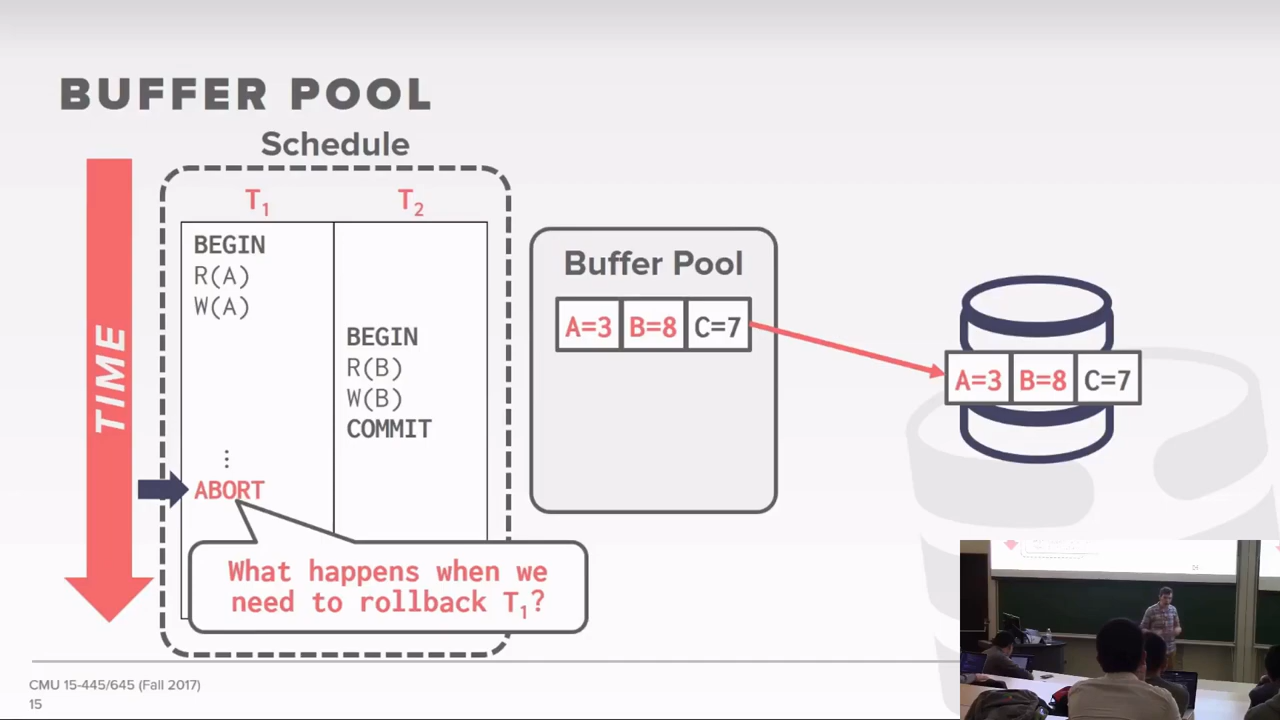 BUFFER POOL
Schedule
TIME
T1
T2
BEGIN
R(A)
W(A)
BEGIN
R(B)
W(B)
COMMIT
⋮
ABORT
What happens when we
need to rollback T1?
Buffer Pool
A=3 B=8 C=7
A=3 B=8 C=7
CMU 15-445/645 (Fall 2017)
15